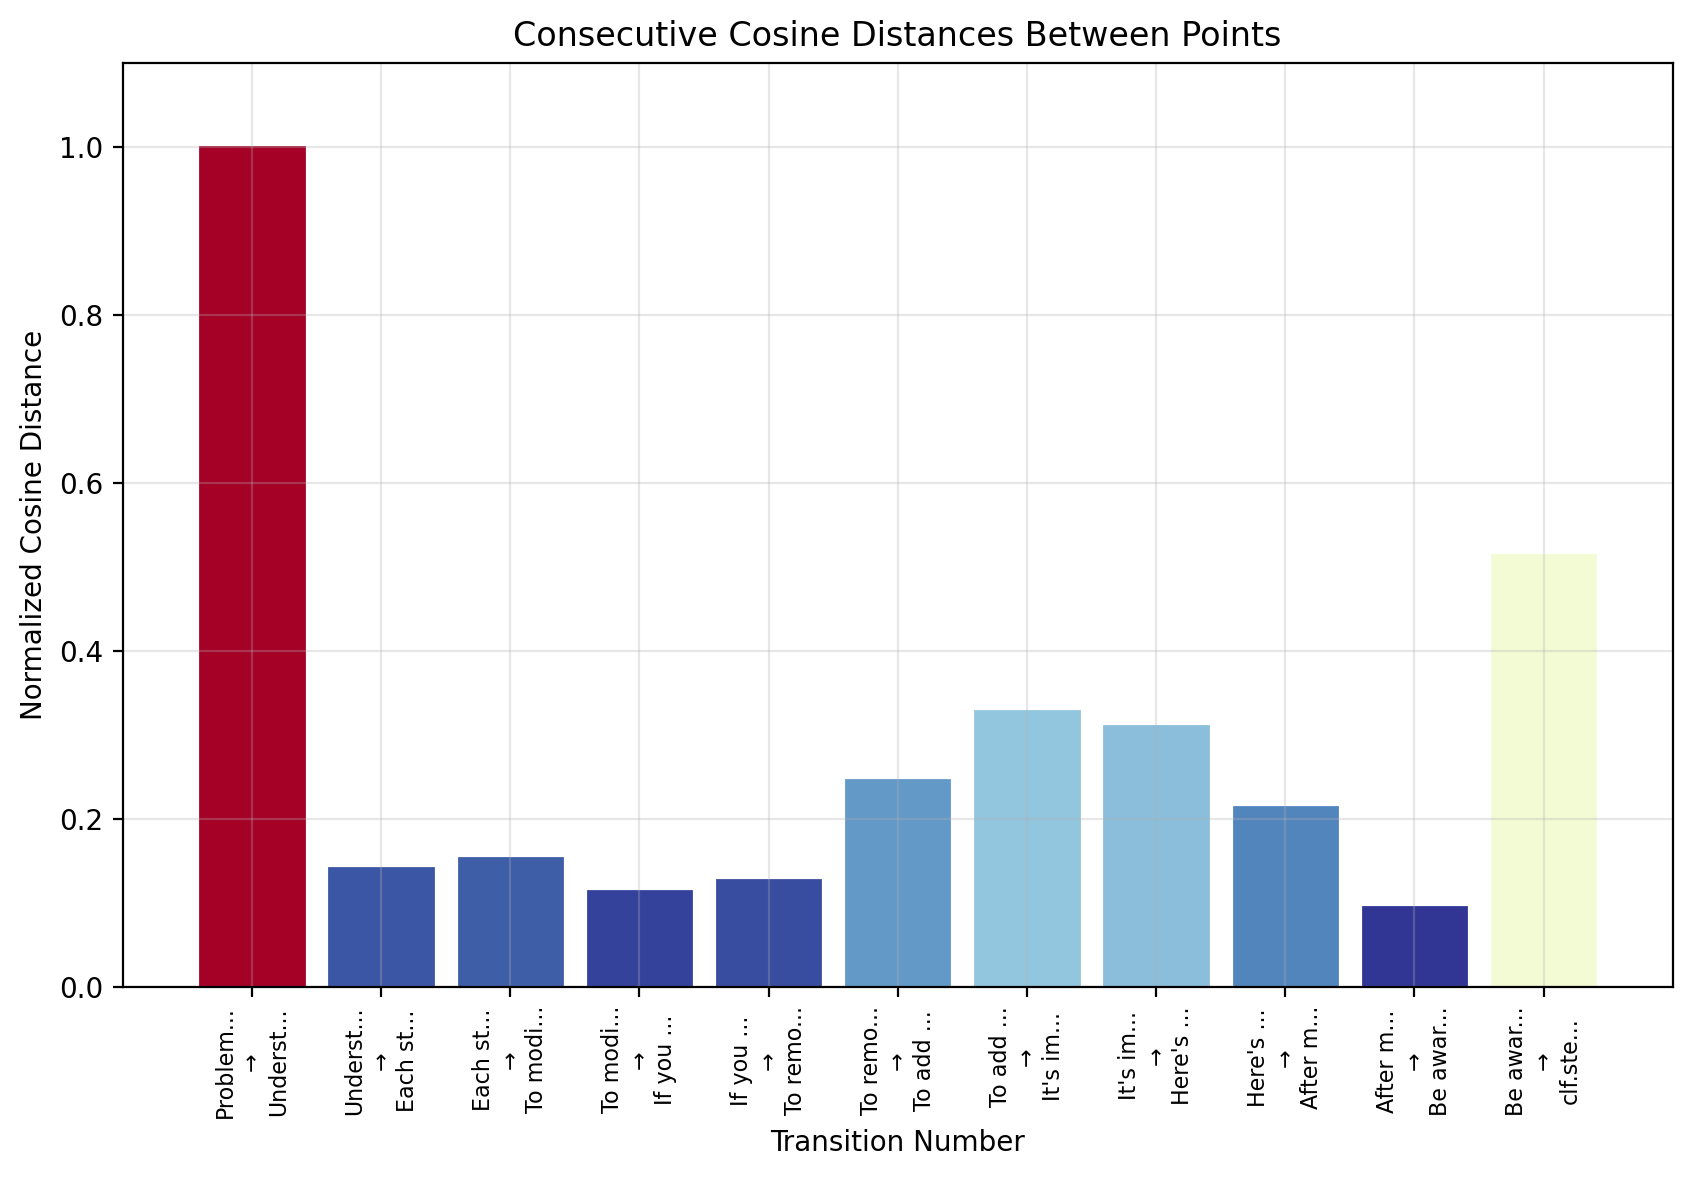 Consecutive Cosine Distances Between Points
Normalized Cosine Distance
1.0
0.8
0.6
0.4
0.2
0.0
Problem...
→
Underst...
Underst...
→
Each st...
Each st...
→
To modi...
To modi...
→
If you ...
If you ...
→
To remo...
To remo...
→
To add ...
To add ...
→
It's im...
It's im...
→
Here's ...
Here's ...
→
After m...
After m...
→
Be awar...
Be awar...
→
clf.ste...
Transition Number